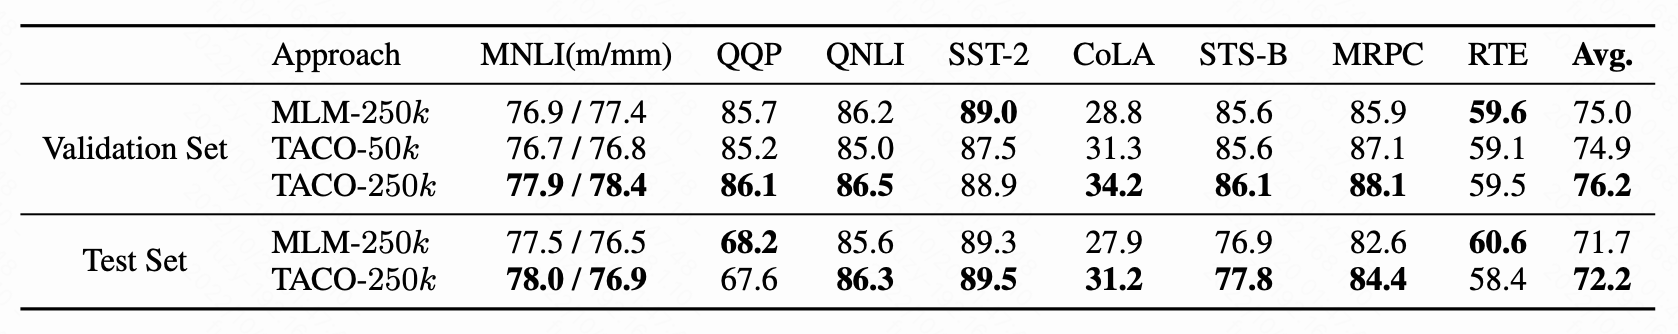 Approach MNLI(m/mm) QQP QNLI SST-2 CoLA STS-B MRPC RTE Avg.
MLM-250k 76.9 / 77.4 85.7 86.2 89.0 28.8 85.6 85.9 59.6 75.0
Validation Set TACO-50k 76.7 / 76.8 85.2 85.0 87.5 31.3 85.6 87.1 59.1 74.9
TACO-250k 77.9 / 78.4 86.1 86.5 88.9 34.2 86.1 88.1 59.5 76.2
MLM-250k 77.5 / 76.5 68.2 85.6 89.3 27.9 76.9 82.6 60.6 71.7
Test Set
TACO-250k 78.0 / 76.9 67.6 86.3 89.5 31.2 77.8 84.4 58.4 72.2